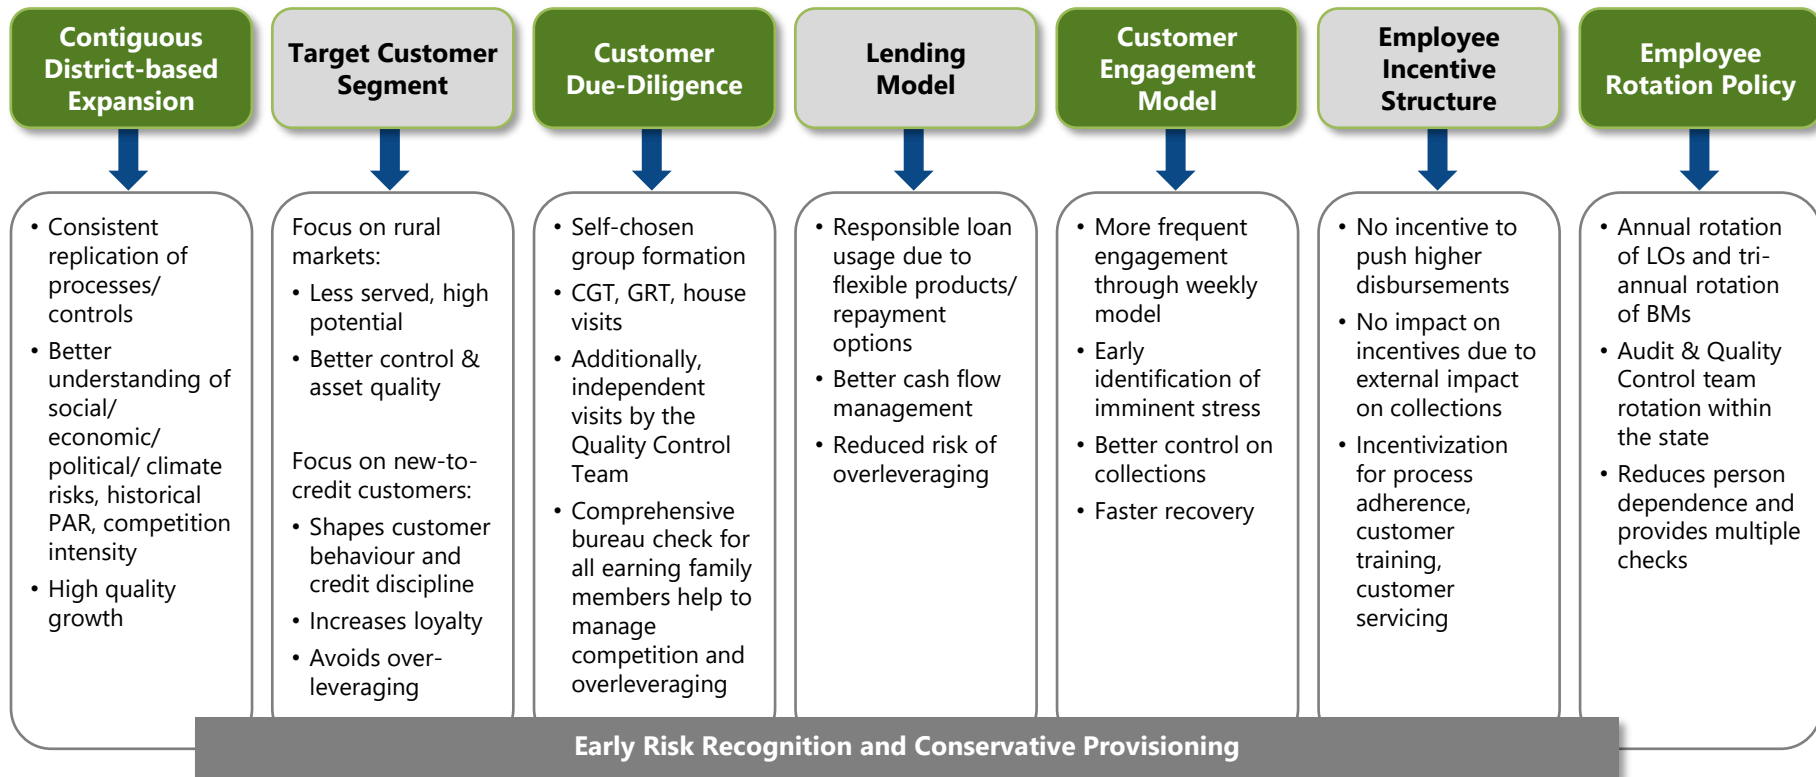 Contiguous
District-based
Expansion
Target Customer
Segment
Customer
Due-Diligence
Lending
Model
Customer
Engagement
Model
Employee
Incentive
Structure
Employee
Rotation Policy
• Consistent
replication of
processes/
controls
• Better
understanding of
social/
economic/
political/ climate
risks, historical
PAR, competition
intensity
• High quality
growth
Focus on rural
markets:
• Less served, high
potential
• Better control &
asset quality
Focus on new-to-
credit customers:
• Shapes customer
behaviour and
credit discipline
• Increases loyalty
• Avoids over-
leveraging
• Self-chosen
group formation
• CGT, GRT, house
visits
• Additionally,
independent
visits by the
Quality Control
Team
• Comprehensive
bureau check for
all earning family
members help to
manage
competition and
overleveraging
• Responsible loan
usage due to
flexible products/
repayment
options
• Better cash flow
management
• Reduced risk of
overleveraging
• More frequent
engagement
through weekly
model
• Early
identification of
imminent stress
• Better control on
collections
• Faster recovery
• No incentive to
push higher
disbursements
• No impact on
incentives due to
external impact
on collections
• Incentivization
for process
adherence,
customer
training,
customer
servicing
• Annual rotation
of LOs and tri-
annual rotation
of BMs
• Audit & Quality
Control team
rotation within
the state
• Reduces person
dependence and
provides multiple
checks
Early Risk Recognition and Conservative Provisioning